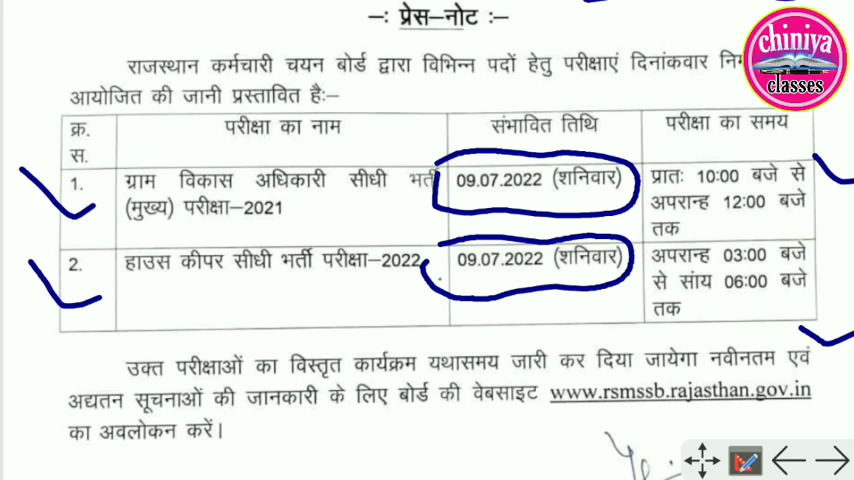 -: प्रेस-नोट :-
राजस्थान कर्मचारी चयन बोर्ड द्वारा विभिन्न पदों हेतु परीक्षाएं दिनांकवार
आयोजित की जानी प्रस्तावित है:-
क्र. स. परीक्षा का नाम संभावित तिथि परीक्षा का समय
1. ग्राम विकास अधिकारी सीधी भर्ती 09.07.2022 (शनिवार) प्रातः 10:00 बजे से
(मुख्य) परीक्षा-2021 अपरान्ह 12:00 बजे
तक
2. हाउस कीपर सीधी भर्ती परीक्षा-2022 09.07.2022 (शनिवार) अपरान्ह 03:00 बजे
से सांय 06:00 बजे
तक
उक्त परीक्षाओं का विस्तृत कार्यक्रम यथासमय जारी कर दिया जायेगा नवीनतम एवं
अद्यतन सूचनाओं की जानकारी के लिए बोर्ड की वेबसाइट www.rsmssb.rajasthan.gov.in
का अवलोकन करें।
chiniya
classes